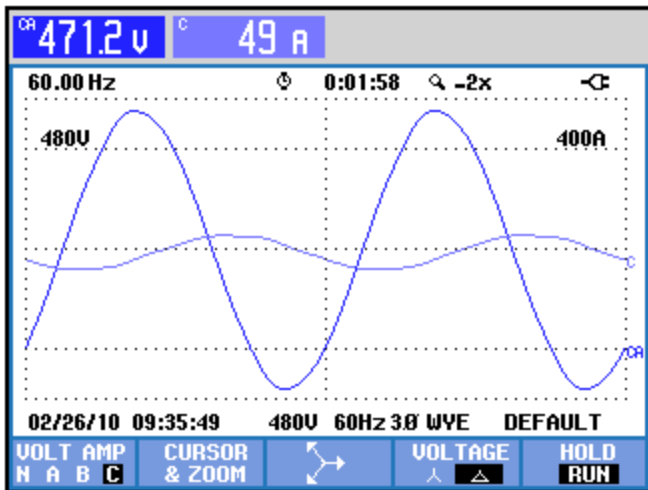 CA 471.2 V C 49 A
60.00 Hz 0:01:58 -2x
480V 400A
C
CA
02/26/10 09:35:49 480V 60Hz 3Ø WYE DEFAULT
VOLT AMP CURSOR VOLTAGE HOLD
N A B C & ZOOM RUN